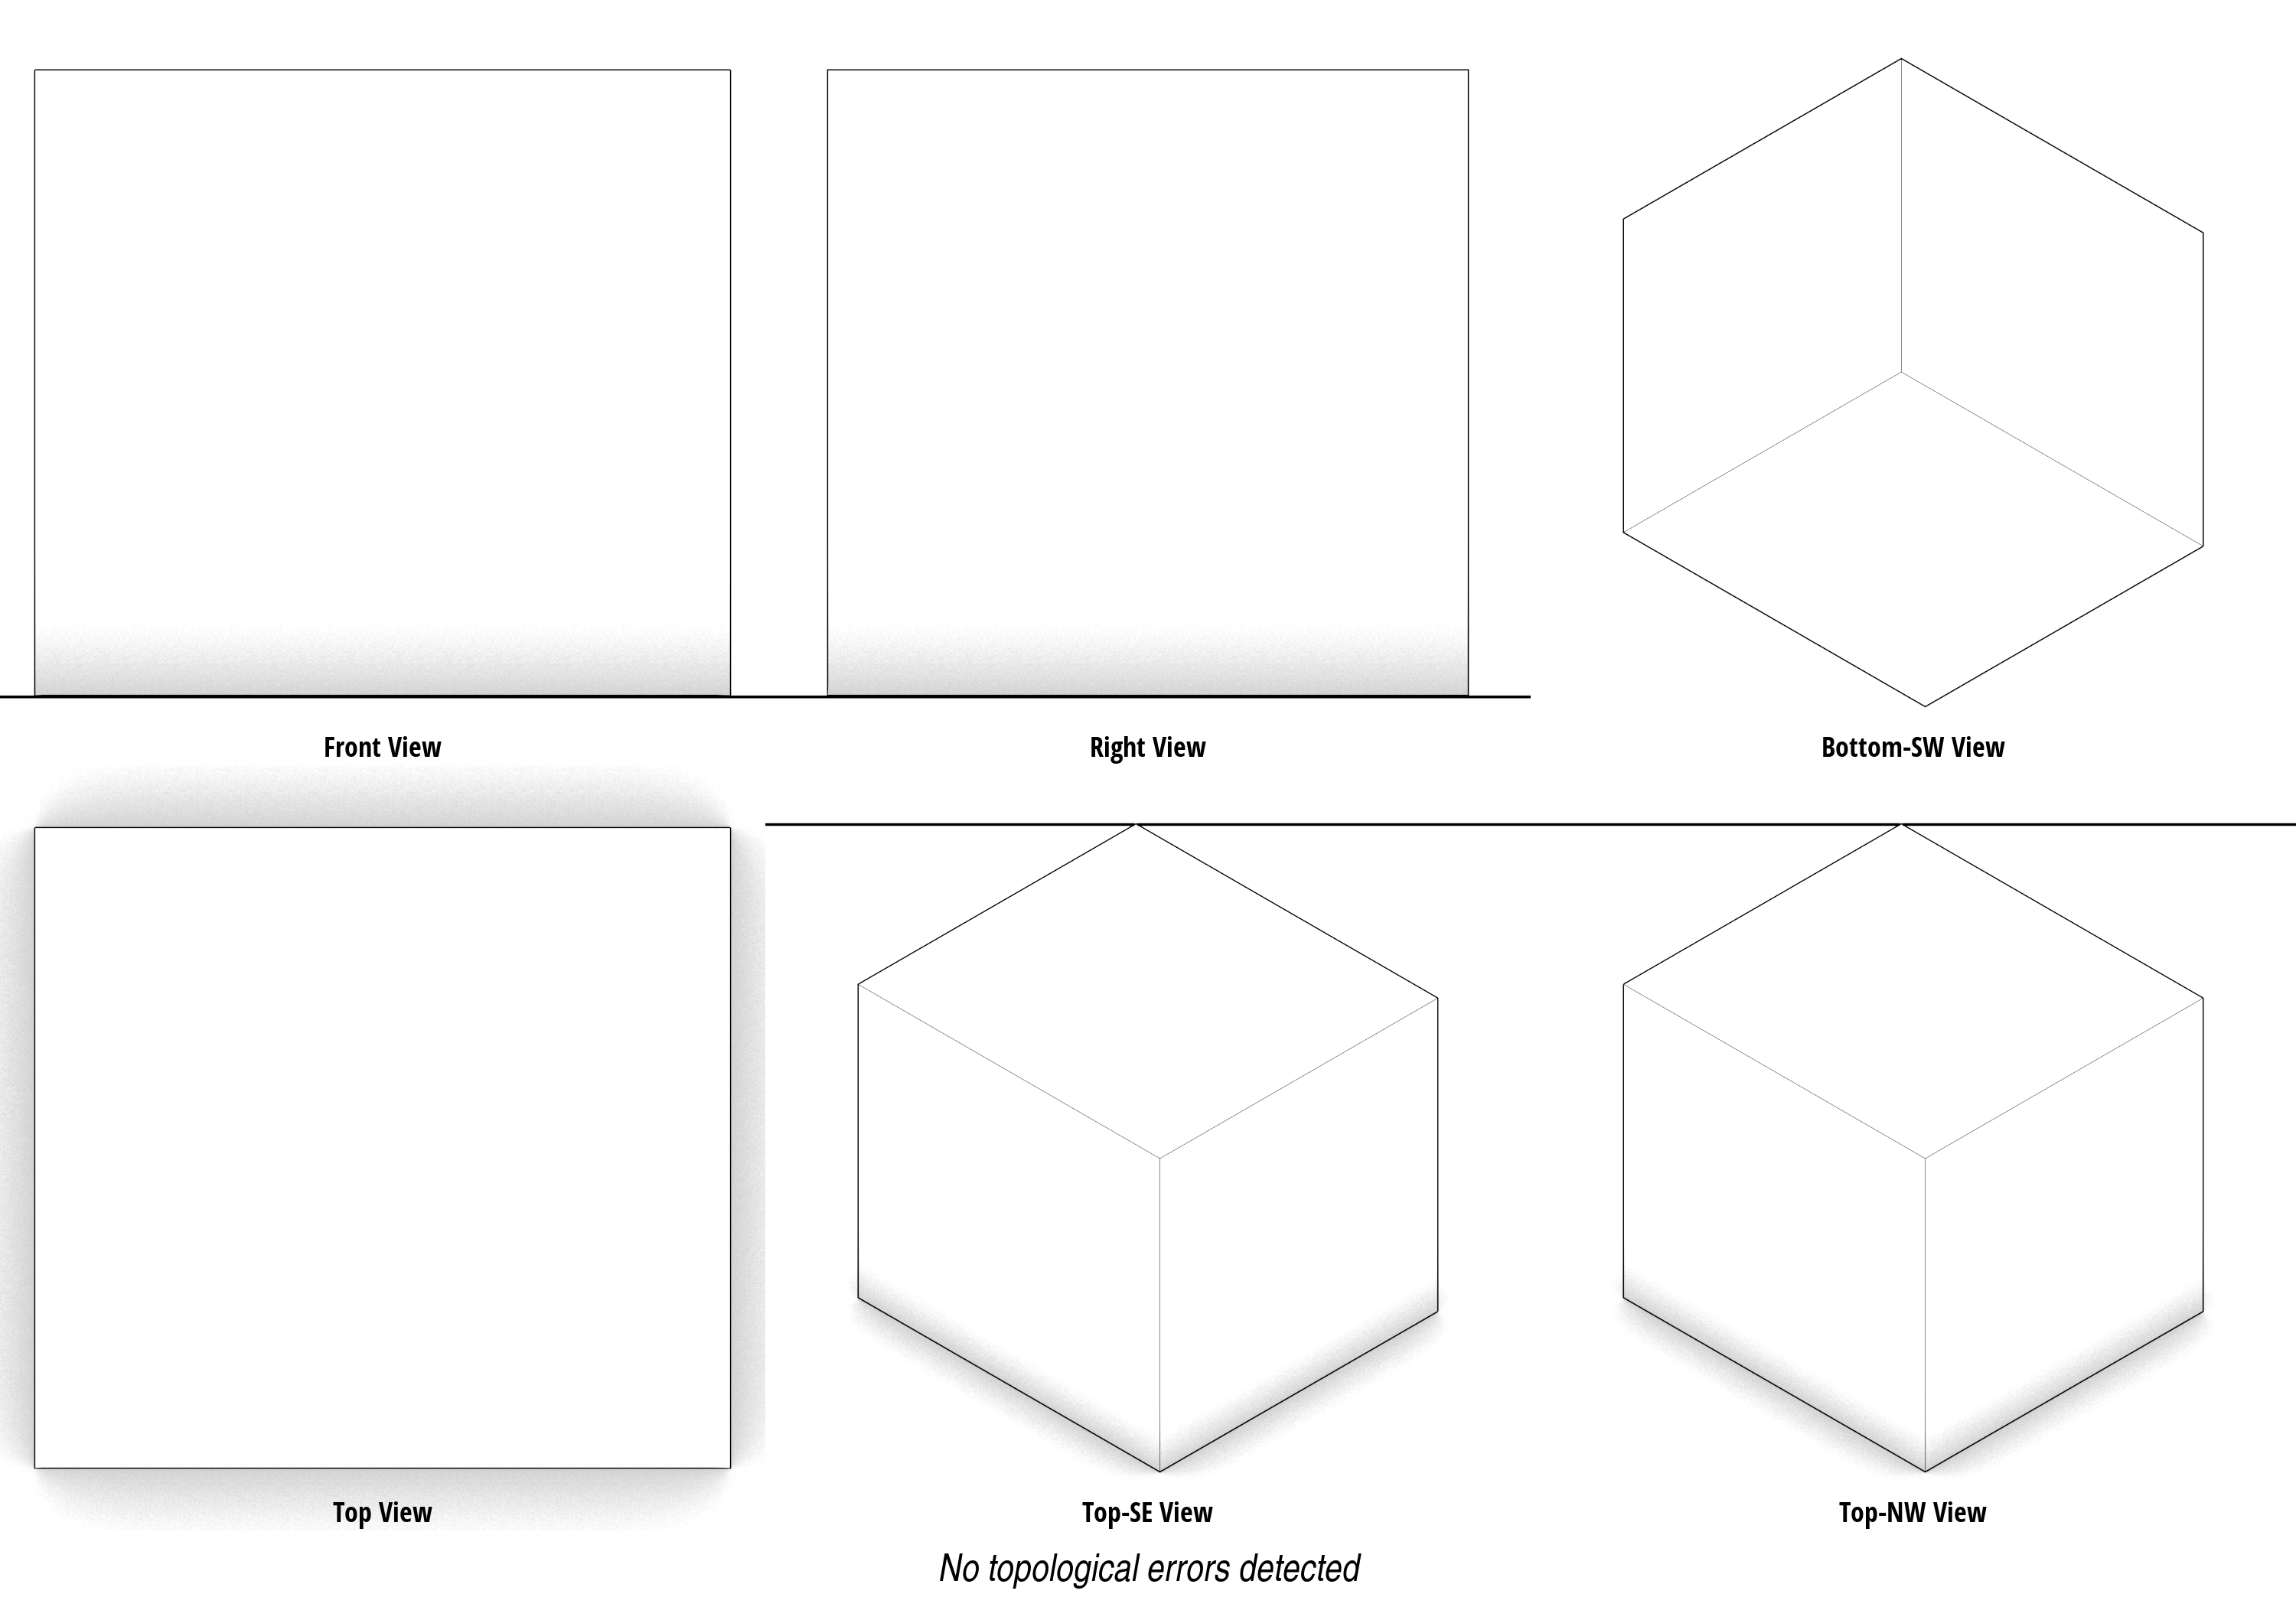 Front View
Right View
Bottom-SW View
Top View
Top-SE View
Top-NW View
No topological errors detected